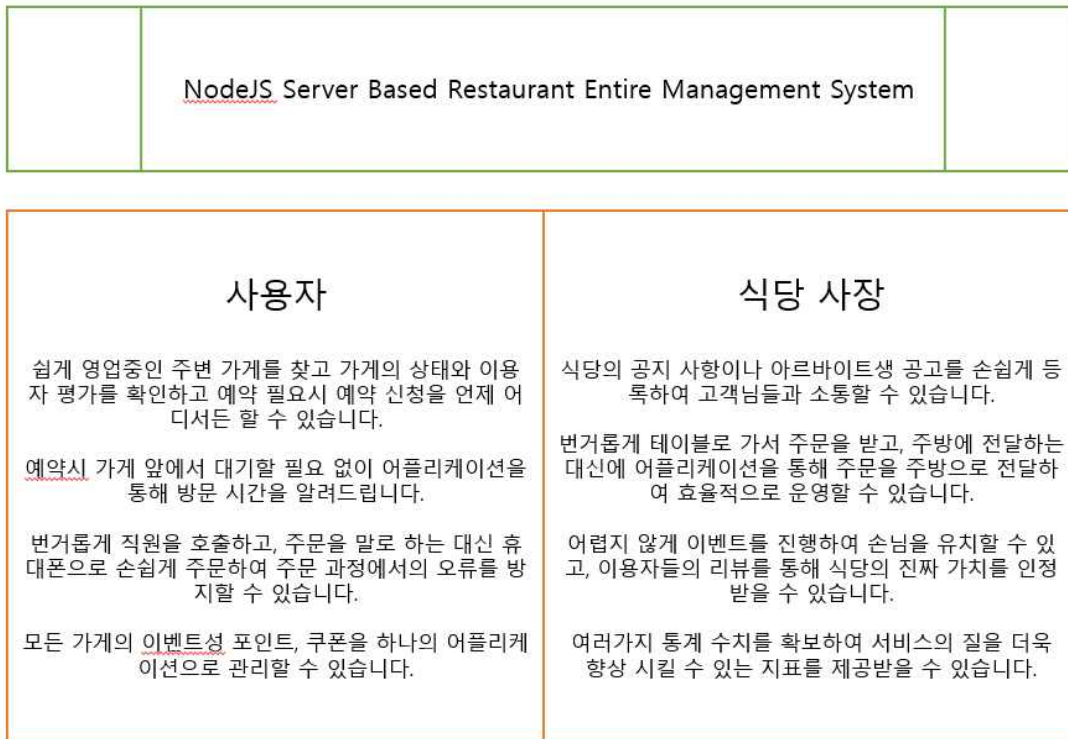 NodeJS Server Based Restaurant Entire Management System
사용자
쉽게 영업중인 주변 가게를 찾고 가게의 상태와 이용
자 평가를 확인하고 예약 필요시 예약 신청을 언제 어
디서든 할 수 있습니다.
예약시 가게 앞에서 대기할 필요 없이 어플리케이션을
통해 방문 시간을 알려드립니다.
번거롭게 직원을 호출하고, 주문을 말로 하는 대신 휴
대폰으로 손쉽게 주문하여 주문 과정에서의 오류를 방
지할 수 있습니다.
모든 가게의 이벤트성 포인트, 쿠폰을 하나의 어플리케
이션으로 관리할 수 있습니다.
식당 사장
식당의 공지 사항이나 아르바이트생 공고를 손쉽게 등
록하여 고객님들과 소통할 수 있습니다.
번거롭게 테이블로 가서 주문을 받고, 주방에 전달하는
대신에 어플리케이션을 통해 주문을 주방으로 전달하
여 효율적으로 운영할 수 있습니다.
어렵지 않게 이벤트를 진행하여 손님을 유치할 수 있
고, 이용자들의 리뷰를 통해 식당의 진짜 가치를 인정
받을 수 있습니다.
여러가지 통계 수치를 확보하여 서비스의 질을 더욱
향상 시킬 수 있는 지표를 제공받을 수 있습니다.